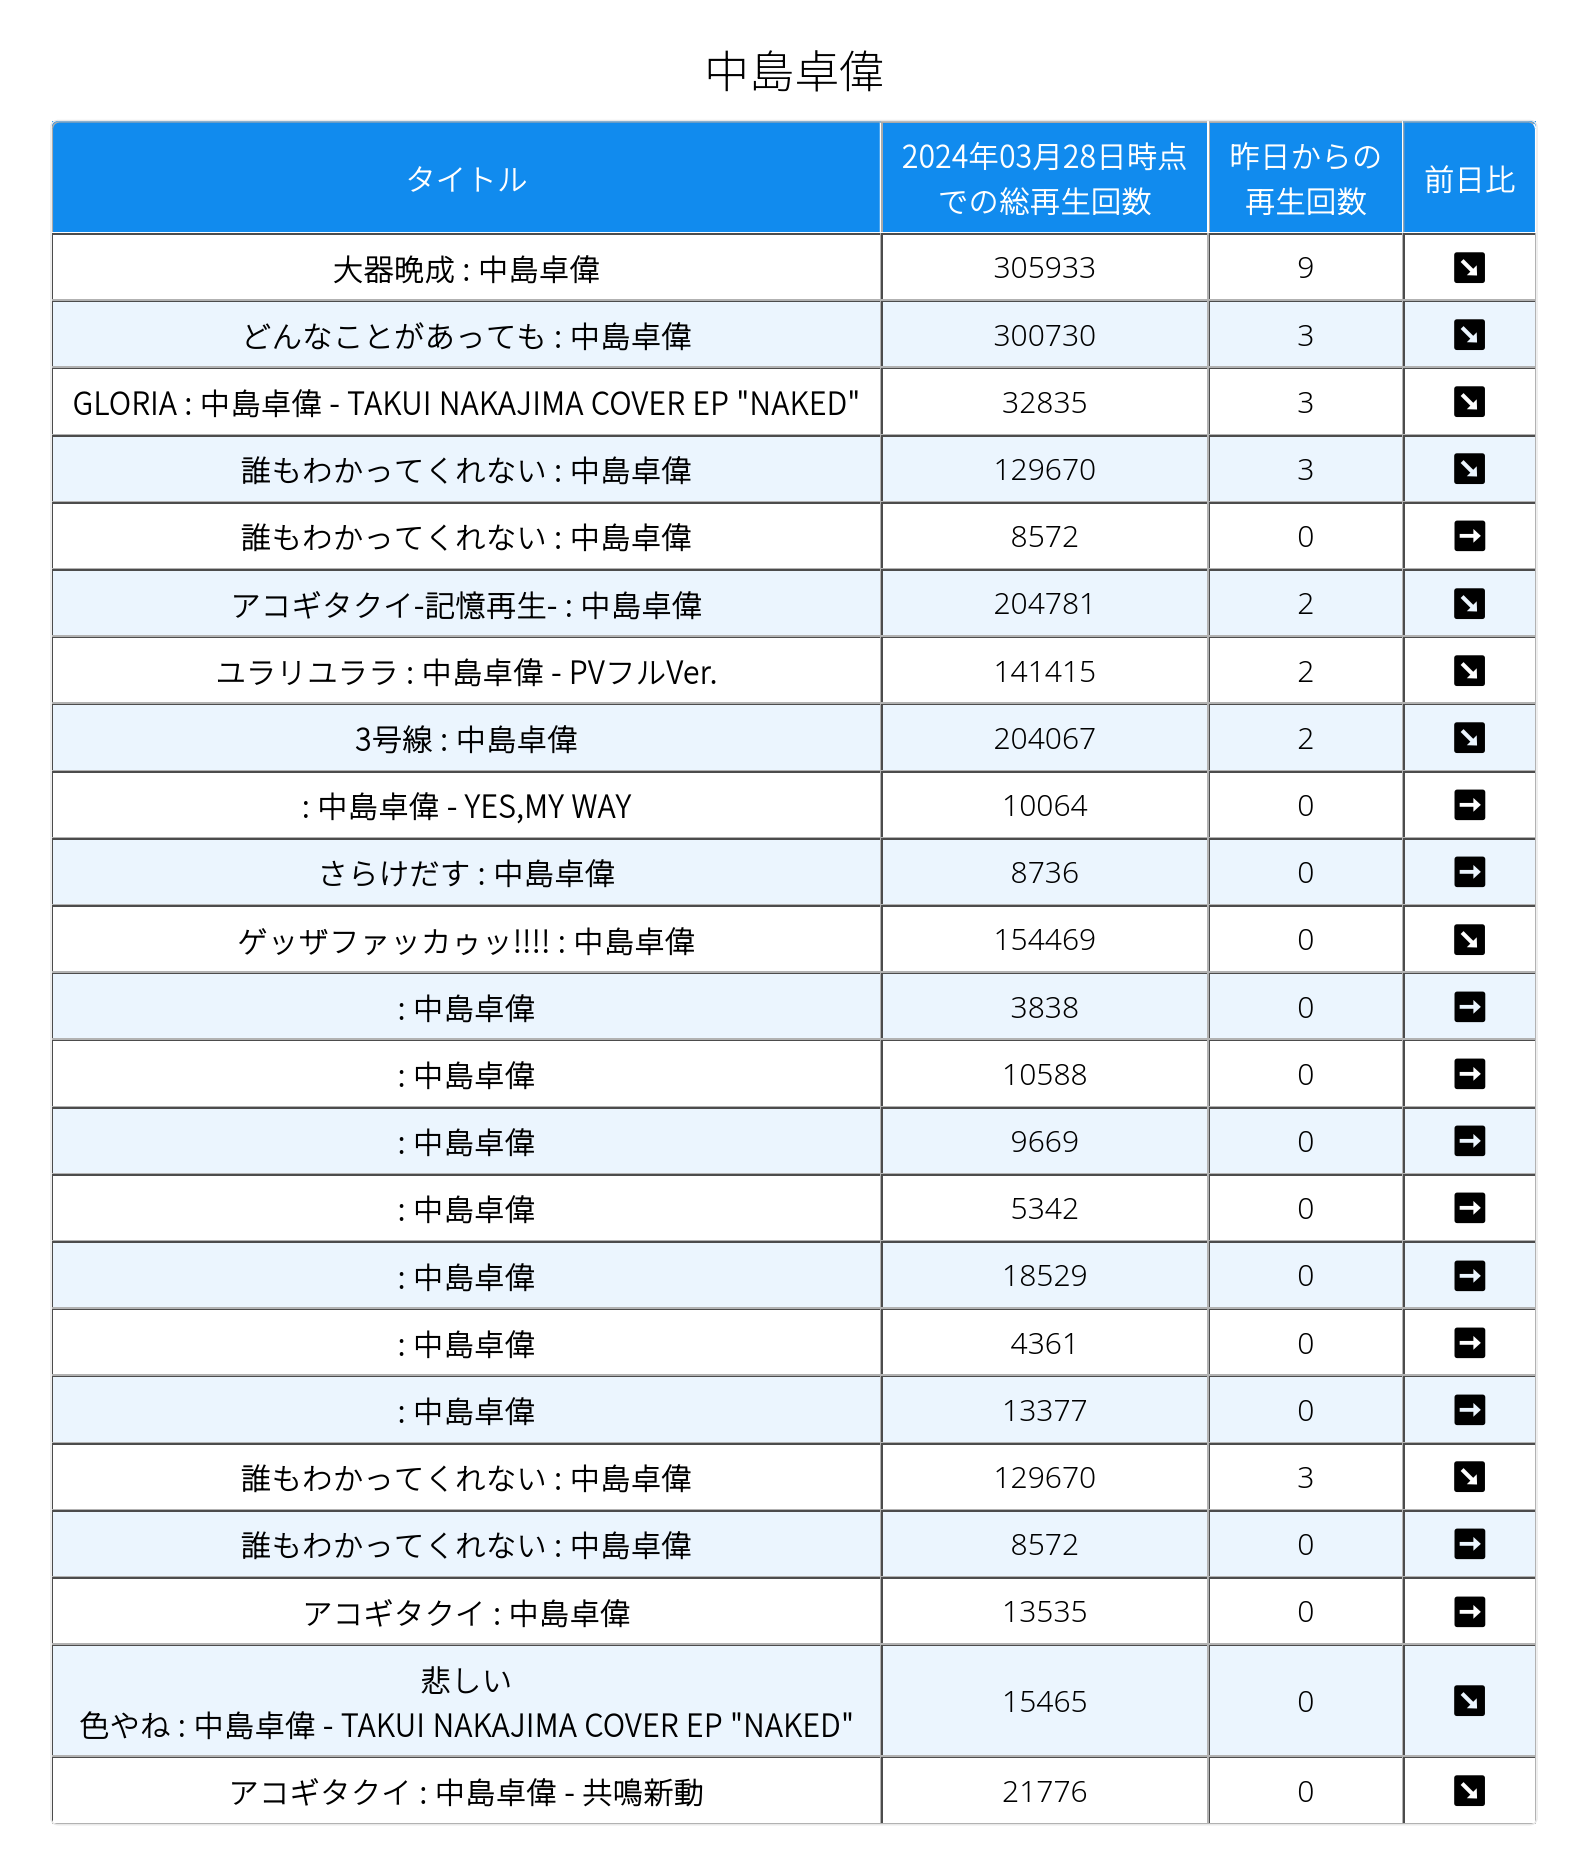 中島卓偉
タイトル
2024年03月28日時点
での総再生回数
昨日からの
再生回数
前日比
大器晩成 : 中島卓偉 305933 9 ➘
どんなことがあっても : 中島卓偉 300730 3 ➘
GLORIA : 中島卓偉 - TAKUI NAKAJIMA COVER EP "NAKED" 32835 3 ➘
誰もわかってくれない : 中島卓偉 129670 3 ➘
誰もわかってくれない : 中島卓偉 8572 0 ➙
アコギタクイ-記憶再生- : 中島卓偉 204781 2 ➘
ユラリユララ : 中島卓偉 - PVフルVer. 141415 2 ➘
3号線 : 中島卓偉 204067 2 ➘
: 中島卓偉 - YES,MY WAY 10064 0 ➙
さらけだす : 中島卓偉 8736 0 ➙
ゲッザファッカゥッ!!!! : 中島卓偉 154469 0 ➘
: 中島卓偉 3838 0 ➙
: 中島卓偉 10588 0 ➙
: 中島卓偉 9669 0 ➙
: 中島卓偉 5342 0 ➙
: 中島卓偉 18529 0 ➙
: 中島卓偉 4361 0 ➙
: 中島卓偉 13377 0 ➙
誰もわかってくれない : 中島卓偉 129670 3 ➘
誰もわかってくれない : 中島卓偉 8572 0 ➙
アコギタクイ : 中島卓偉 13535 0 ➙
悲しい
色やね : 中島卓偉 - TAKUI NAKAJIMA COVER EP "NAKED" 15465 0 ➘
アコギタクイ : 中島卓偉 - 共鳴新動 21776 0 ➘